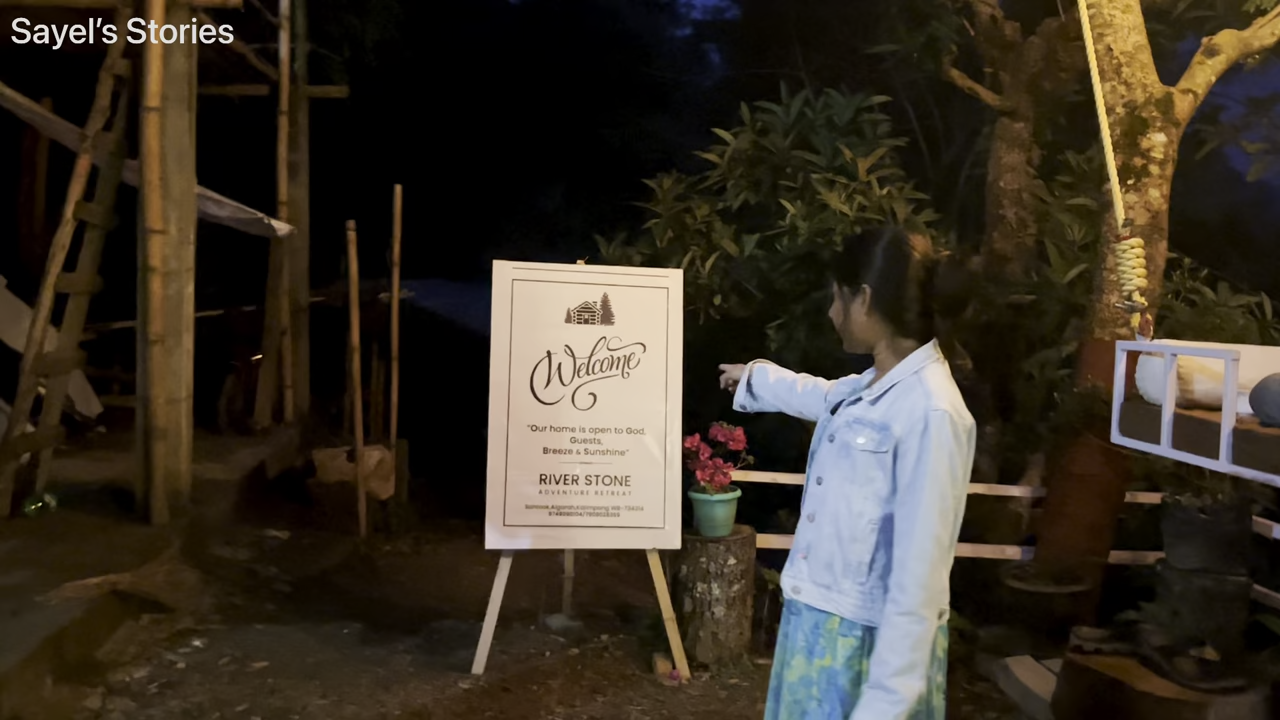 Sayel's Stories
Welcome
"Our home is open to God,
Guests,
Breeze & Sunshine"
RIVER STONE
ADVENTURE RETREAT